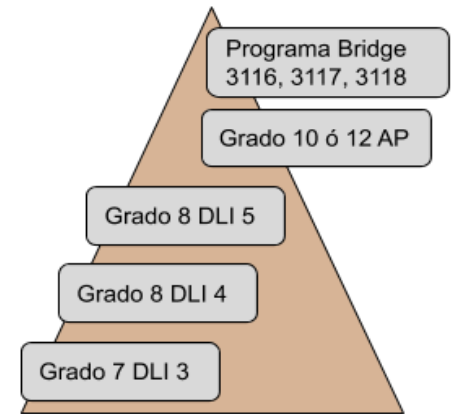 Programa Bridge
3116, 3117, 3118
Grado 10 ó 12 AP
Grado 8 DLI 5
Grado 8 DLI 4
Grado 7 DLI 3